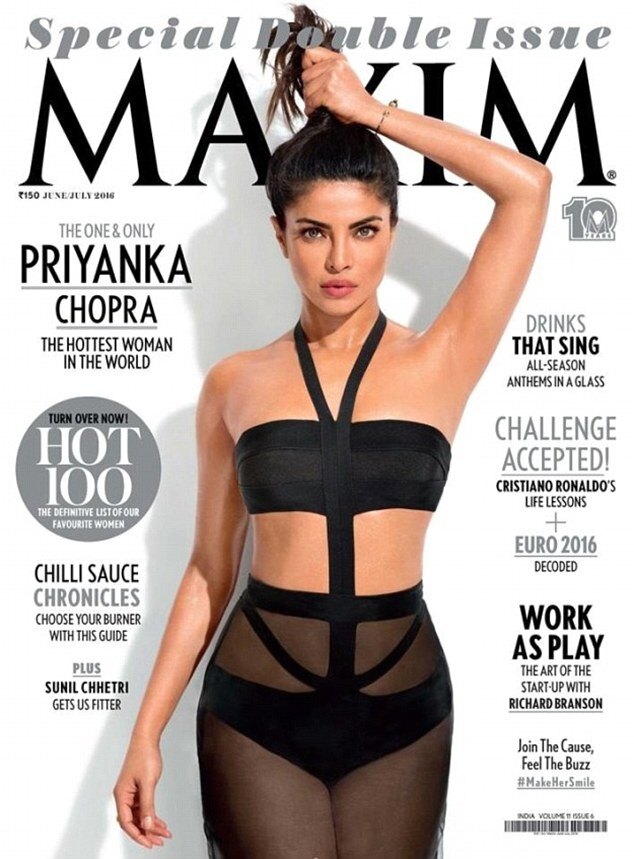 Special Double Issue
MAXIM®
₹150 JUNE/JULY 2016
10
YEARS
THE ONE & ONLY
PRIYANKA
CHOPRA
THE HOTTEST WOMAN
IN THE WORLD
TURN OVER NOW!
HOT
100
THE DEFINITIVE LIST OF OUR
FAVOURITE WOMEN
CHILLI SAUCE
CHRONICLES
CHOOSE YOUR BURNER
WITH THIS GUIDE
PLUS
SUNIL CHHETRI
GETS US FITTER
DRINKS
THAT SING
ALL-SEASON
ANTHEMS IN A GLASS
CHALLENGE
ACCEPTED!
CRISTIANO RONALDO'S
LIFE LESSONS
+
EURO 2016
DECODED
WORK
AS PLAY
THE ART OF THE
START-UP WITH
RICHARD BRANSON
Join The Cause,
Feel The Buzz
#MakeHerSmile
INDIA VOLUME 11 ISSUE 6